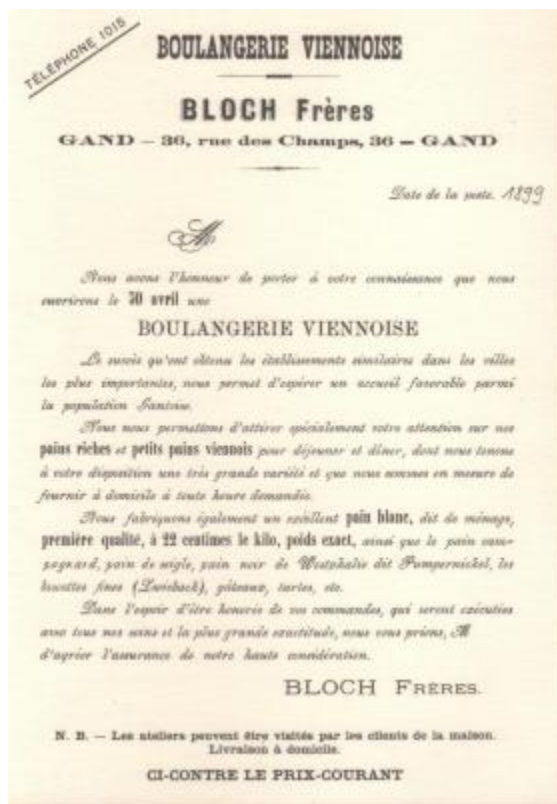 TÉLÉPHONE 1015
BOULANGERIE VIENNOISE
BLOCH Frères
GAND — 36, rue des Champs, 36 — GAND
Date de la poste. 1899
A
Nous avons l'honneur de porter à votre connaissance que nous
ouvrirons le 30 avril une
BOULANGERIE VIENNOISE
Le succès qu'ont obtenu les établissements similaires dans les villes
les plus importantes, nous permet d'espérer un accueil favorable parmi
la population Gantoise.
Nous nous permettons d'attirer spécialement votre attention sur nos
pains riches et petits pains viennois pour déjeuner et dîner, dont nous tenons
à votre disposition une très grande variété et que nous sommes en mesure de
fournir à domicile à toute heure demandée.
Nous fabriquons également un excellent pain blanc, dit de ménage,
première qualité, à 22 centimes le kilo, poids exact, ainsi que le pain cam-
pagnard, pain de seigle, pain noir de Westphalie dit Pumpernickel, les
biscottes fines (Zwieback), gâteaux, tartes, etc.
Dans l'espoir d'être honorés de vos commandes, qui seront exécutées
avec tous nos soins et la plus grande exactitude, nous vous prions, M
d'agréer l'assurance de notre haute considération.
BLOCH FRÈRES.
N. B. — Les ateliers peuvent être visités par les clients de la maison.
Livraison à domicile.
CI-CONTRE LE PRIX-COURANT